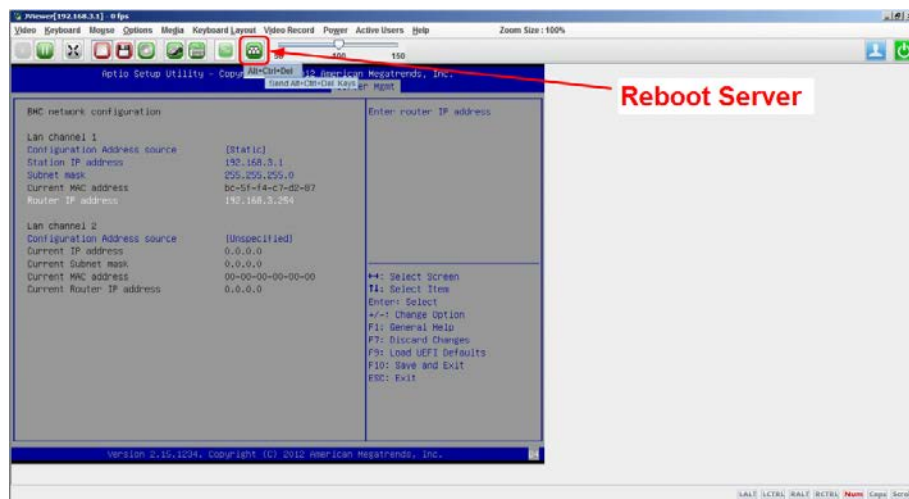 JViewer[192.168.3.1] - 0 fps
Video Keyboard Mouse Options Media Keyboard Layout Video Record Power Active Users Help Zoom Size : 100%
50 100 150
Alt+Ctrl+Del
Send Alt+Ctrl+Del Keys
Reboot Server
Aptio Setup Utility - Copyr 2012 American Megatrends, Inc.
er Mgmt
BMC network configuration
Enter router IP address
Lan channel 1
Configuration Address source [Static]
Station IP address 192.168.3.1
Subnet mask 255.255.255.0
Current MAC address bc-5f-f4-c7-d2-87
Router IP address 192.168.3.254
Lan channel 2
Configuration Address source [Unspecified]
Current IP address 0.0.0.0
Current Subnet mask 0.0.0.0
Current MAC address 00-00-00-00-00-00
Current Router IP address 0.0.0.0
→←: Select Screen
↑↓: Select Item
Enter: Select
+/-: Change Option
F1: General Help
F7: Discard Changes
F9: Load UEFI Defaults
F10: Save and Exit
ESC: Exit
Version 2.15.1234. Copyright (C) 2012 American Megatrends, Inc.
LALT LCTRL RALT RCTRL Num Caps Scro